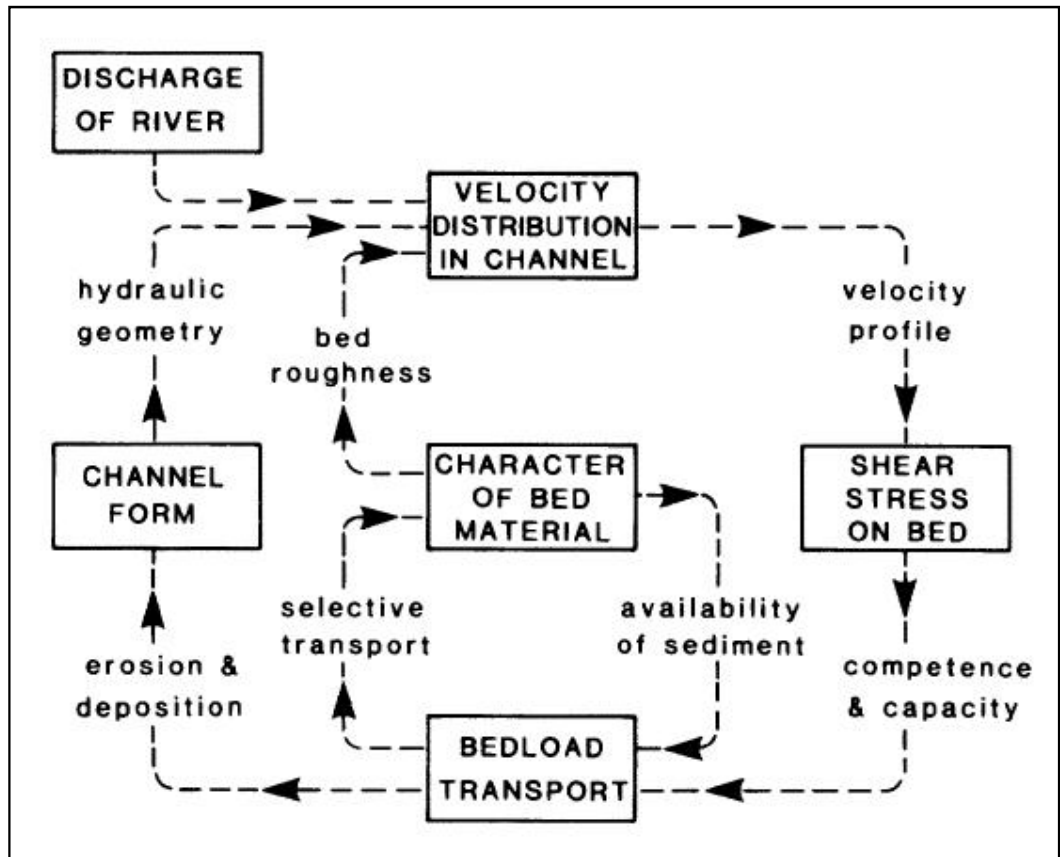 DISCHARGE
OF RIVER
VELOCITY
DISTRIBUTION
IN CHANNEL
hydraulic
geometry
bed
roughness
velocity
profile
CHANNEL
FORM
CHARACTER
OF BED
MATERIAL
SHEAR
STRESS
ON BED
selective
transport
availability
of sediment
erosion &
deposition
competence
& capacity
BEDLOAD
TRANSPORT